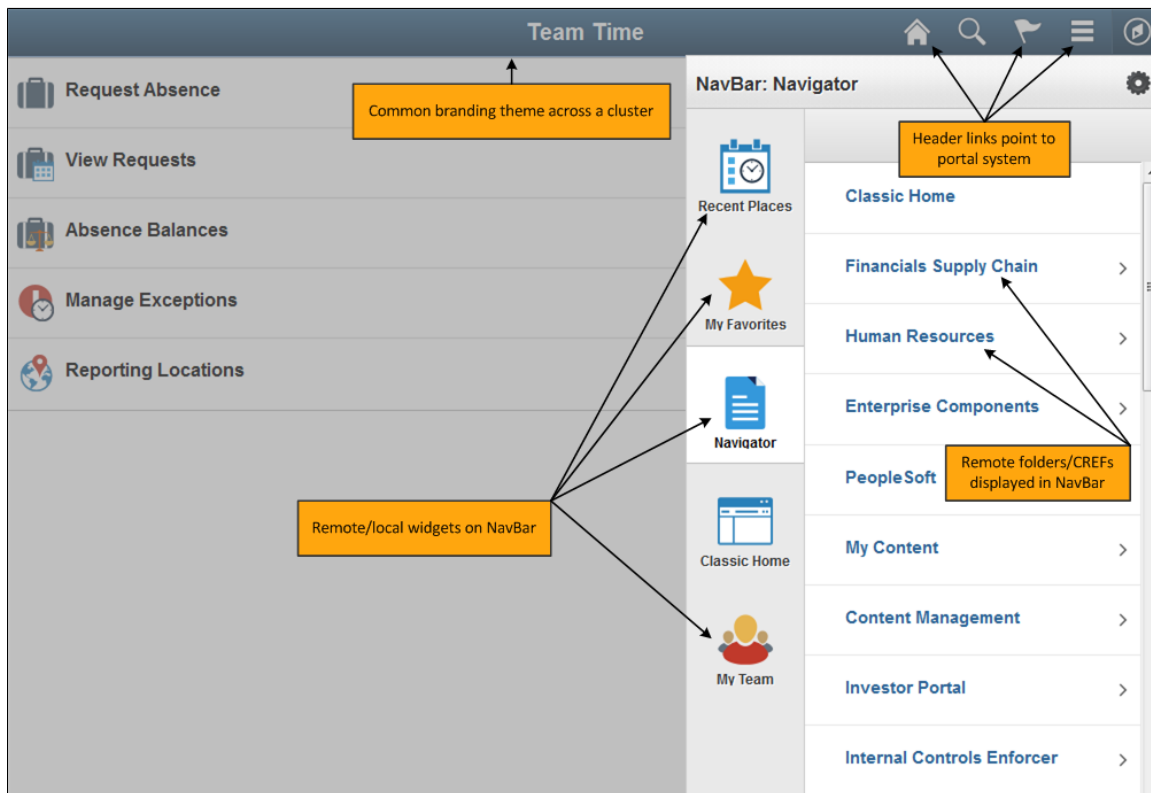 Team Time
Request Absence
View Requests
Absence Balances
Manage Exceptions
Reporting Locations
Common branding theme across a cluster
Remote/local widgets on NavBar
NavBar: Navigator
Header links point to
portal system
Recent Places
My Favorites
Navigator
Classic Home
My Team
Classic Home
Financials Supply Chain
Human Resources
Enterprise Components
PeopleSoft
Remote folders/CREFs
displayed in NavBar
My Content
Content Management
Investor Portal
Internal Controls Enforcer